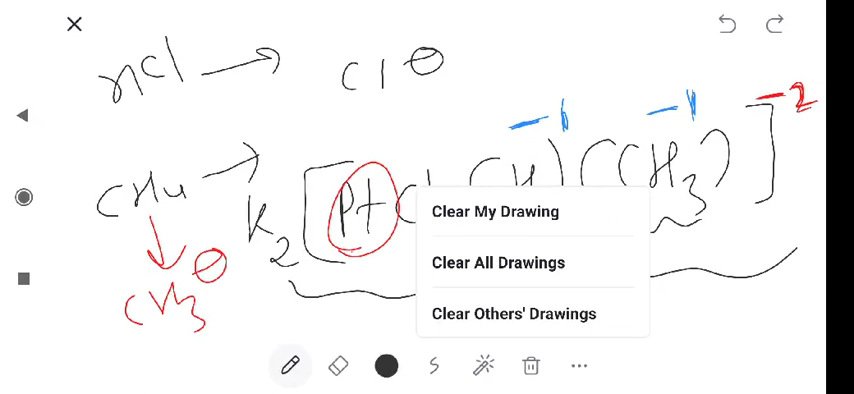 HCl → Cl ⊖
-1 -1 -2
CH4 → K2[Pt Cl (CH3)]
CH3 ⊖
Clear My Drawing
Clear All Drawings
Clear Others' Drawings